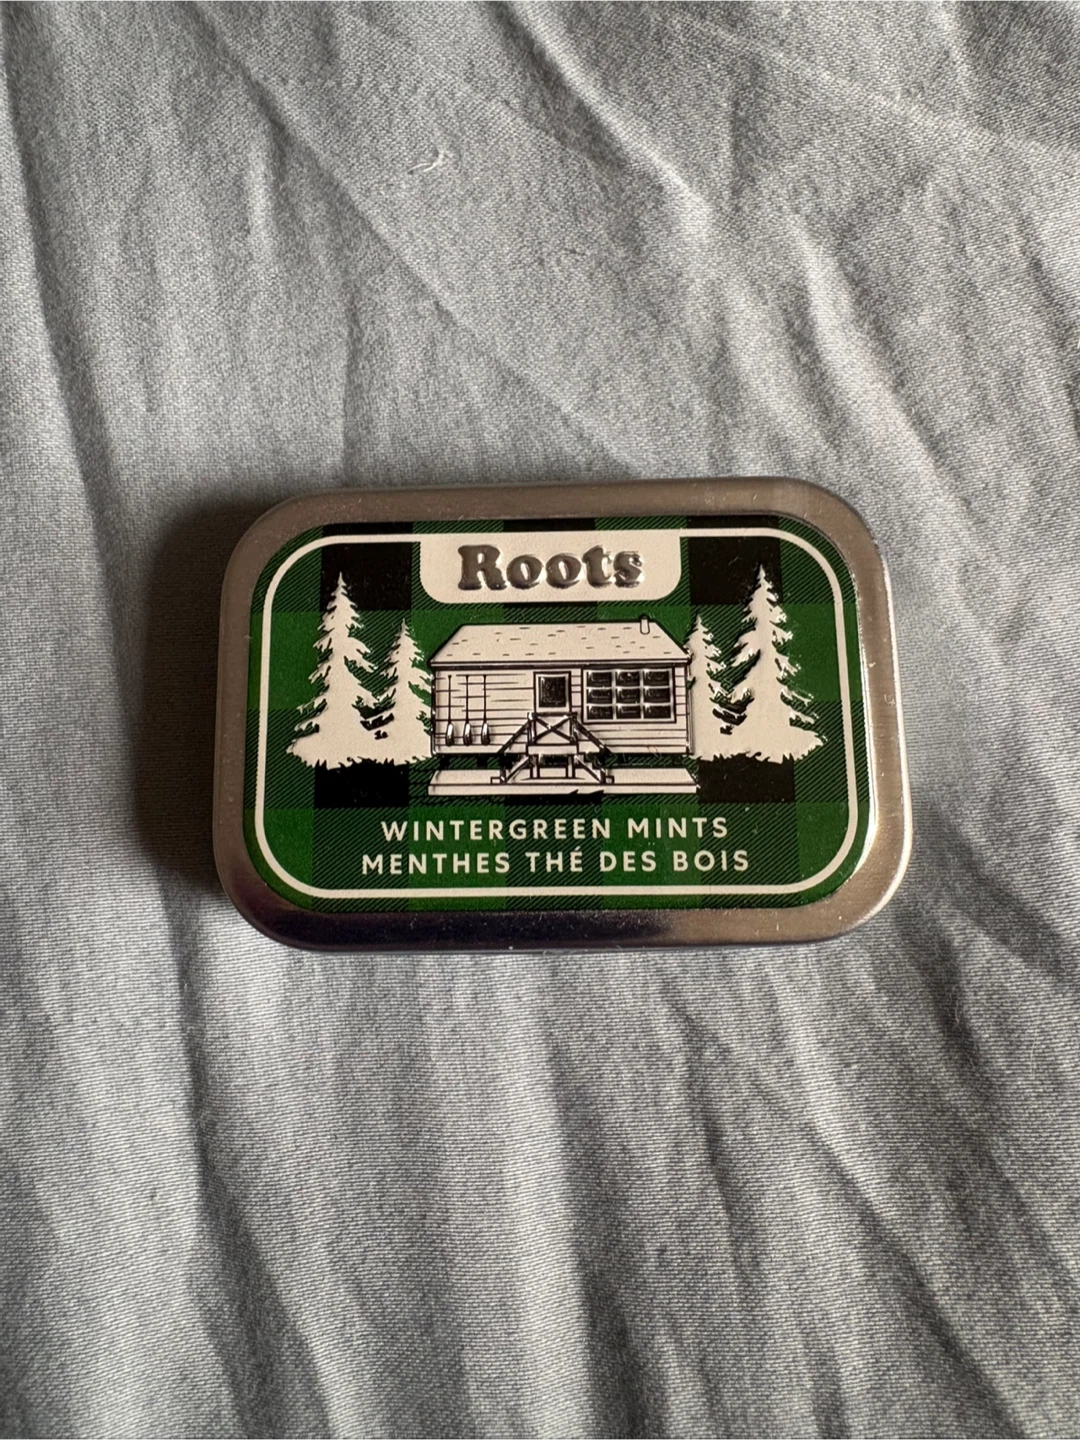 Roots
WINTERGREEN MINTS
MENTHES THÉ DES BOIS